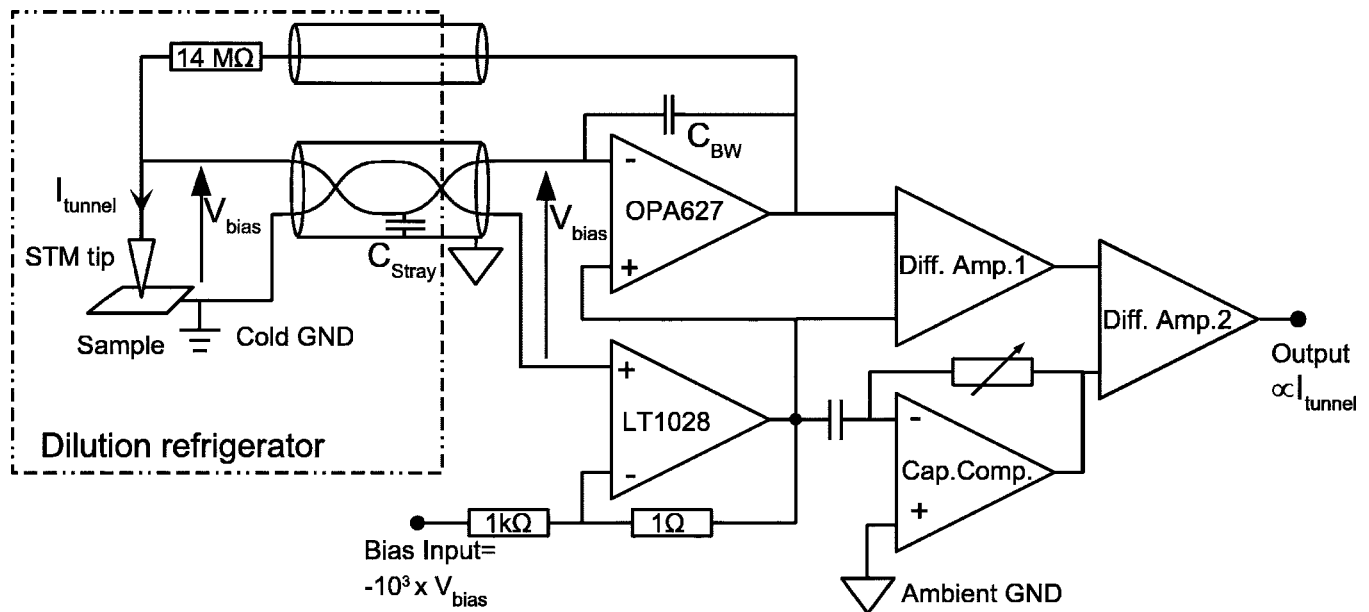 14 MΩ
C_BW
I_tunnel
V_bias
V_bias
-
OPA627
+
STM tip
C_Stray
Diff. Amp.1
Diff. Amp.2
Sample
Cold GND
Output
∝I_tunnel
+
LT1028
-
-
Cap.Comp.
+
Dilution refrigerator
1kΩ
1Ω
Bias Input=
-10³ x V_bias
Ambient GND